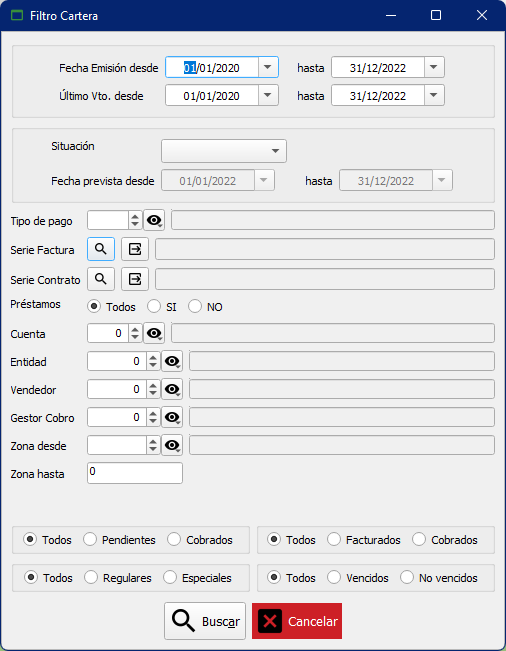 Filtro Cartera
Fecha Emisión desde 01/01/2020 hasta 31/12/2022
Último Vto. desde 01/01/2020 hasta 31/12/2022
Situación
Fecha prevista desde 01/01/2022 hasta 31/12/2022
Tipo de pago
Serie Factura
Serie Contrato
Préstamos Todos SI NO
Cuenta 0
Entidad 0
Vendedor 0
Gestor Cobro 0
Zona desde
Zona hasta 0
Todos Pendientes Cobrados Todos Facturados Cobrados
Todos Regulares Especiales Todos Vencidos No vencidos
Buscar Cancelar